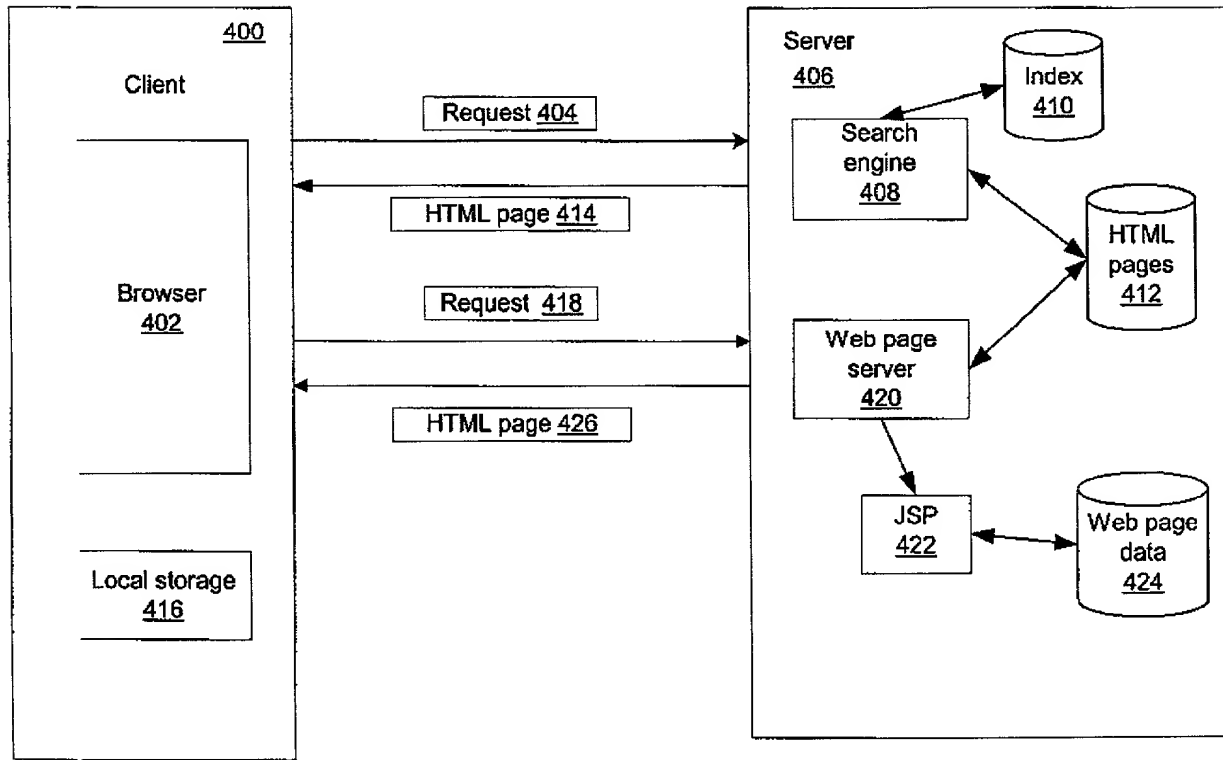 400
Client
Browser
402
Local storage
416
Request 404
HTML page 414
Request 418
HTML page 426
Server
406
Index
410
Search
engine
408
HTML
pages
412
Web page
server
420
JSP
422
Web page
data
424